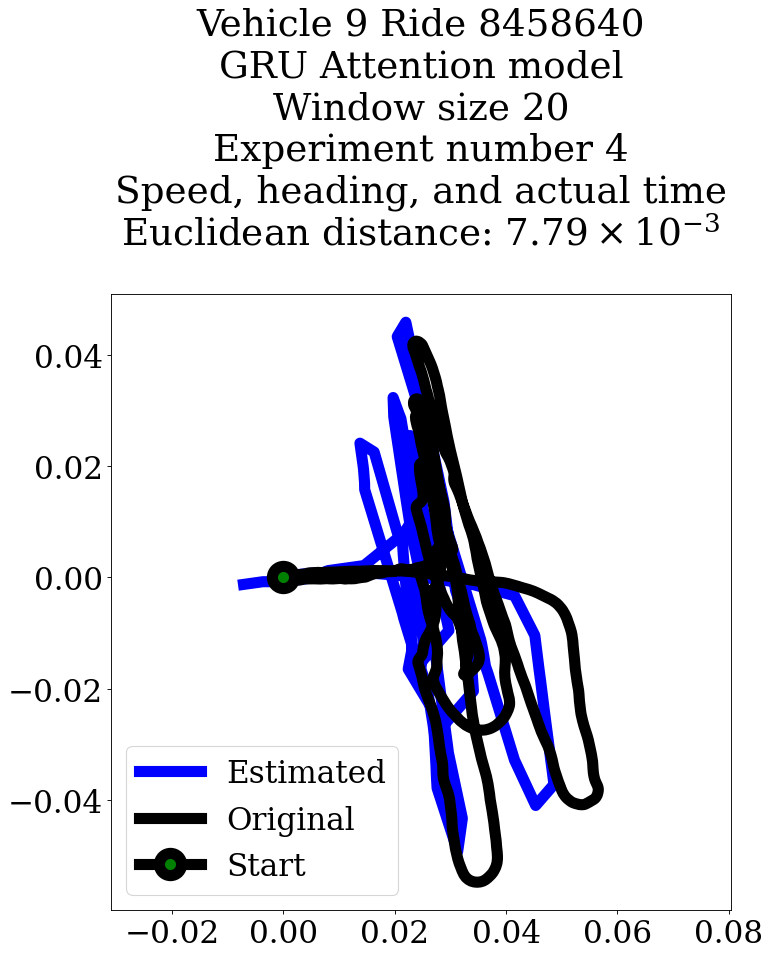 Vehicle 9 Ride 8458640
GRU Attention model
Window size 20
Experiment number 4
Speed, heading, and actual time
Euclidean distance: 7.79 × 10⁻³
0.04
0.02
0.00
−0.02
−0.04
Estimated
Original
Start
−0.02 0.00 0.02 0.04 0.06 0.08